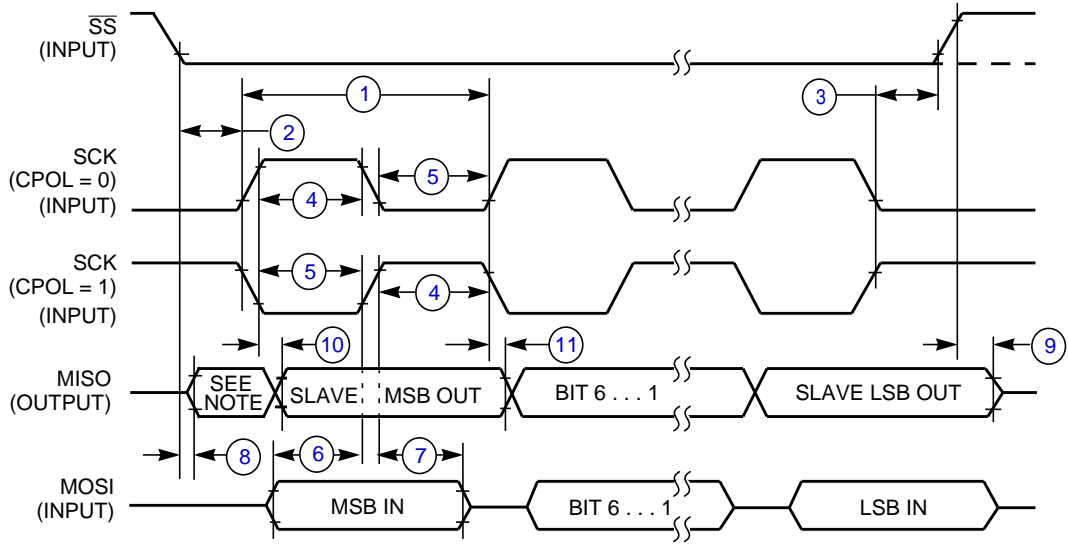 SS
(INPUT)
1
3
2
SCK
(CPOL = 0)
(INPUT)
5
4
SCK
(CPOL = 1)
(INPUT)
5
4
10
11
9
MISO
(OUTPUT)
SEE
NOTE
SLAVE
MSB OUT
BIT 6 . . . 1
SLAVE LSB OUT
8
6
7
MOSI
(INPUT)
MSB IN
BIT 6 . . . 1
LSB IN